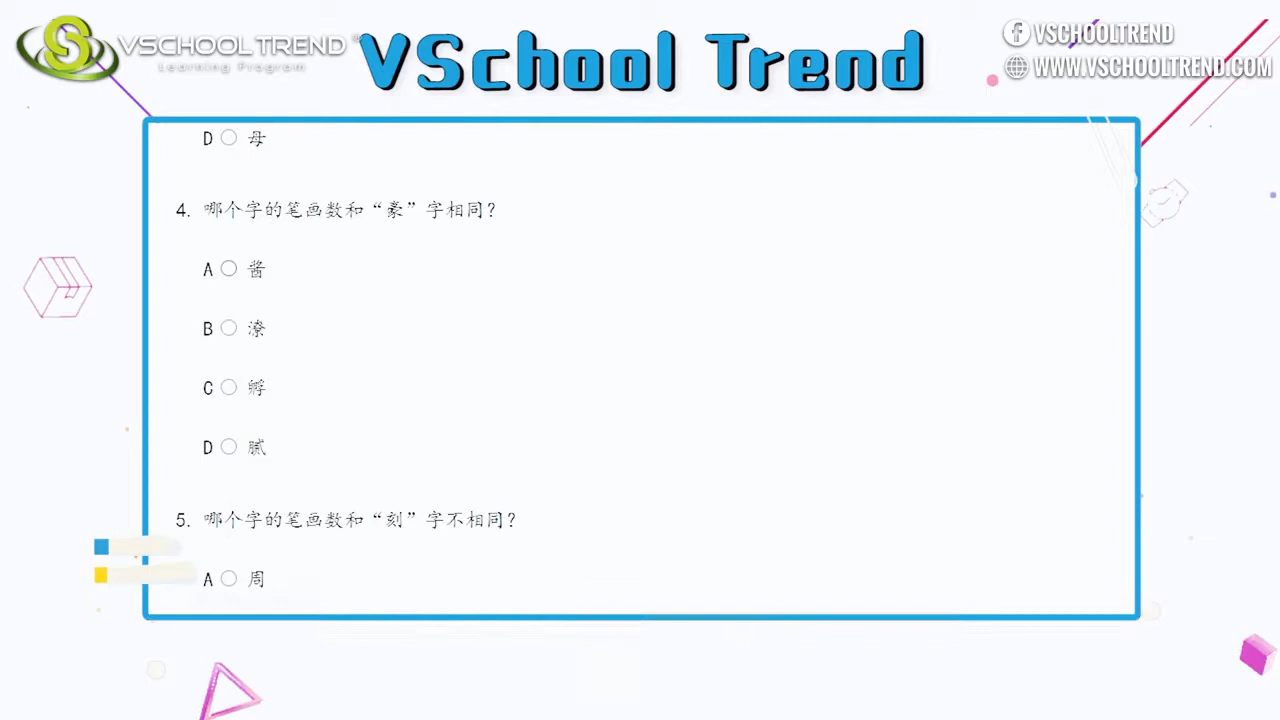 VSCHOOL TREND
Learning Program
VSchool Trend
VSCHOOLTREND
WWW.VSCHOOLTREND.COM
D 母
4. 哪个字的笔画数和“豪”字相同？
A 酱
B 潦
C 孵
D 腻
5. 哪个字的笔画数和“刻”字不相同？
A 周